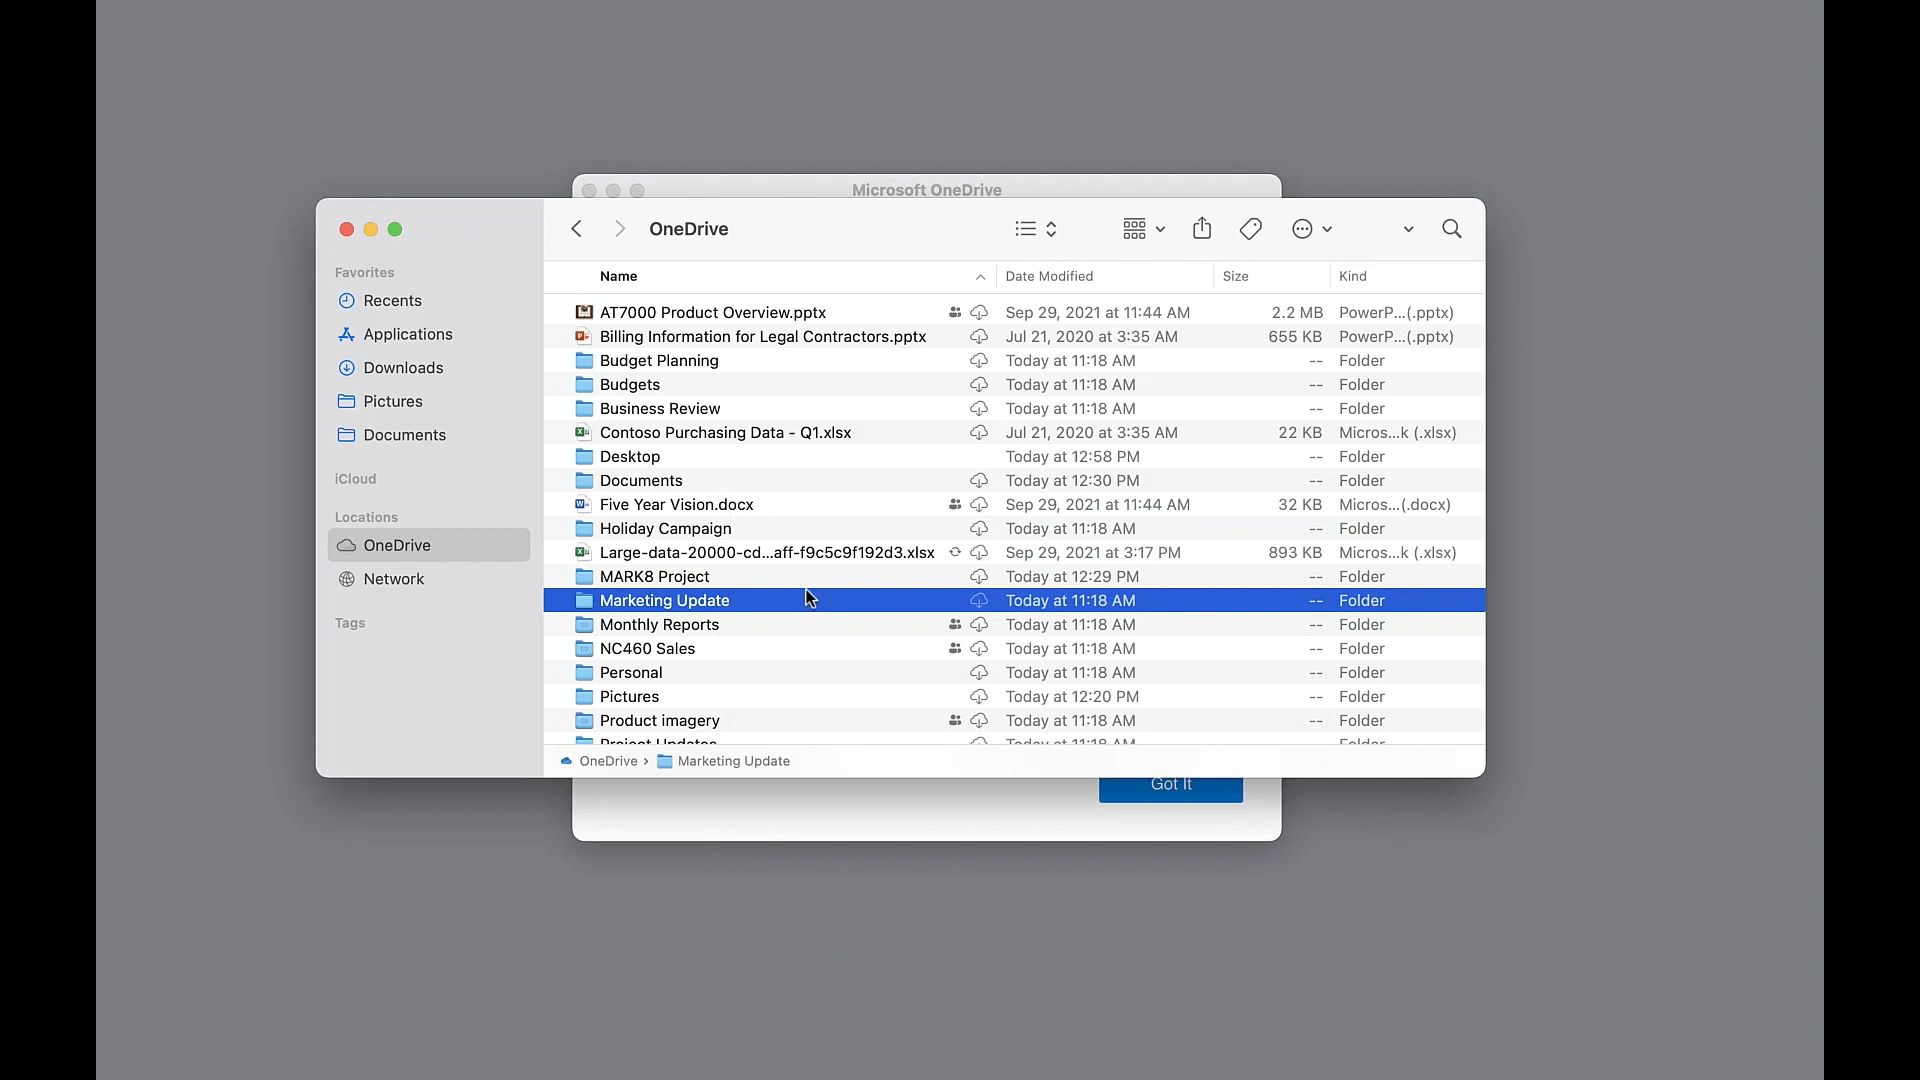 Microsoft OneDrive
OneDrive
Favorites
Recents
Applications
Downloads
Pictures
Documents
iCloud
Locations
OneDrive
Network
Tags
Name Date Modified Size Kind
AT7000 Product Overview.pptx Sep 29, 2021 at 11:44 AM 2.2 MB PowerP...(.pptx)
Billing Information for Legal Contractors.pptx Jul 21, 2020 at 3:35 AM 655 KB PowerP...(.pptx)
Budget Planning Today at 11:18 AM -- Folder
Budgets Today at 11:18 AM -- Folder
Business Review Today at 11:18 AM -- Folder
Contoso Purchasing Data - Q1.xlsx Jul 21, 2020 at 3:35 AM 22 KB Micros...k (.xlsx)
Desktop Today at 12:58 PM -- Folder
Documents Today at 12:30 PM -- Folder
Five Year Vision.docx Sep 29, 2021 at 11:44 AM 32 KB Micros...(.docx)
Holiday Campaign Today at 11:18 AM -- Folder
Large-data-20000-cd...aff-f9c5c9f192d3.xlsx Sep 29, 2021 at 3:17 PM 893 KB Micros...k (.xlsx)
MARK8 Project Today at 12:29 PM -- Folder
Marketing Update Today at 11:18 AM -- Folder
Monthly Reports Today at 11:18 AM -- Folder
NC460 Sales Today at 11:18 AM -- Folder
Personal Today at 11:18 AM -- Folder
Pictures Today at 12:20 PM -- Folder
Product imagery Today at 11:18 AM -- Folder
Project Updates Today at 11:18 AM -- Folder
OneDrive › Marketing Update
Got It